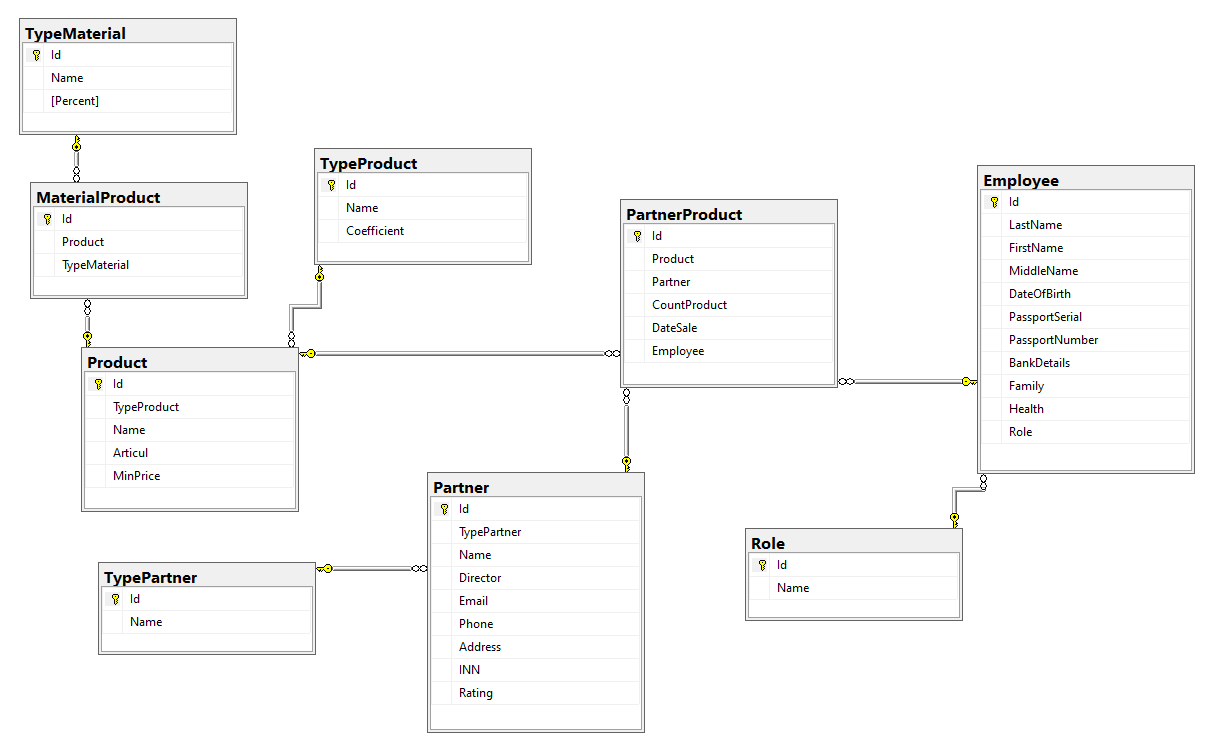 TypeMaterial
Id
Name
[Percent]
MaterialProduct
Id
Product
TypeMaterial
TypeProduct
Id
Name
Coefficient
Product
Id
TypeProduct
Name
Articul
MinPrice
PartnerProduct
Id
Product
Partner
CountProduct
DateSale
Employee
Employee
Id
LastName
FirstName
MiddleName
DateOfBirth
PassportSerial
PassportNumber
BankDetails
Family
Health
Role
Partner
Id
TypePartner
Name
Director
Email
Phone
Address
INN
Rating
TypePartner
Id
Name
Role
Id
Name